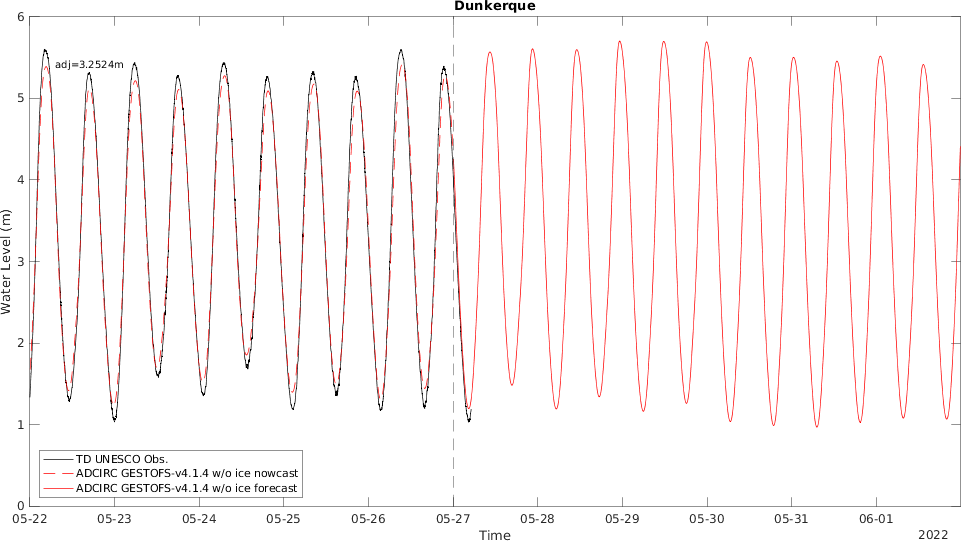 Dunkerque
6
adj=3.2524m
5
4
3
2
1
0
Water Level (m)
TD UNESCO Obs.
ADCIRC GESTOFS-v4.1.4 w/o ice nowcast
ADCIRC GESTOFS-v4.1.4 w/o ice forecast
05-22 05-23 05-24 05-25 05-26 05-27 05-28 05-29 05-30 05-31 06-01
Time
2022